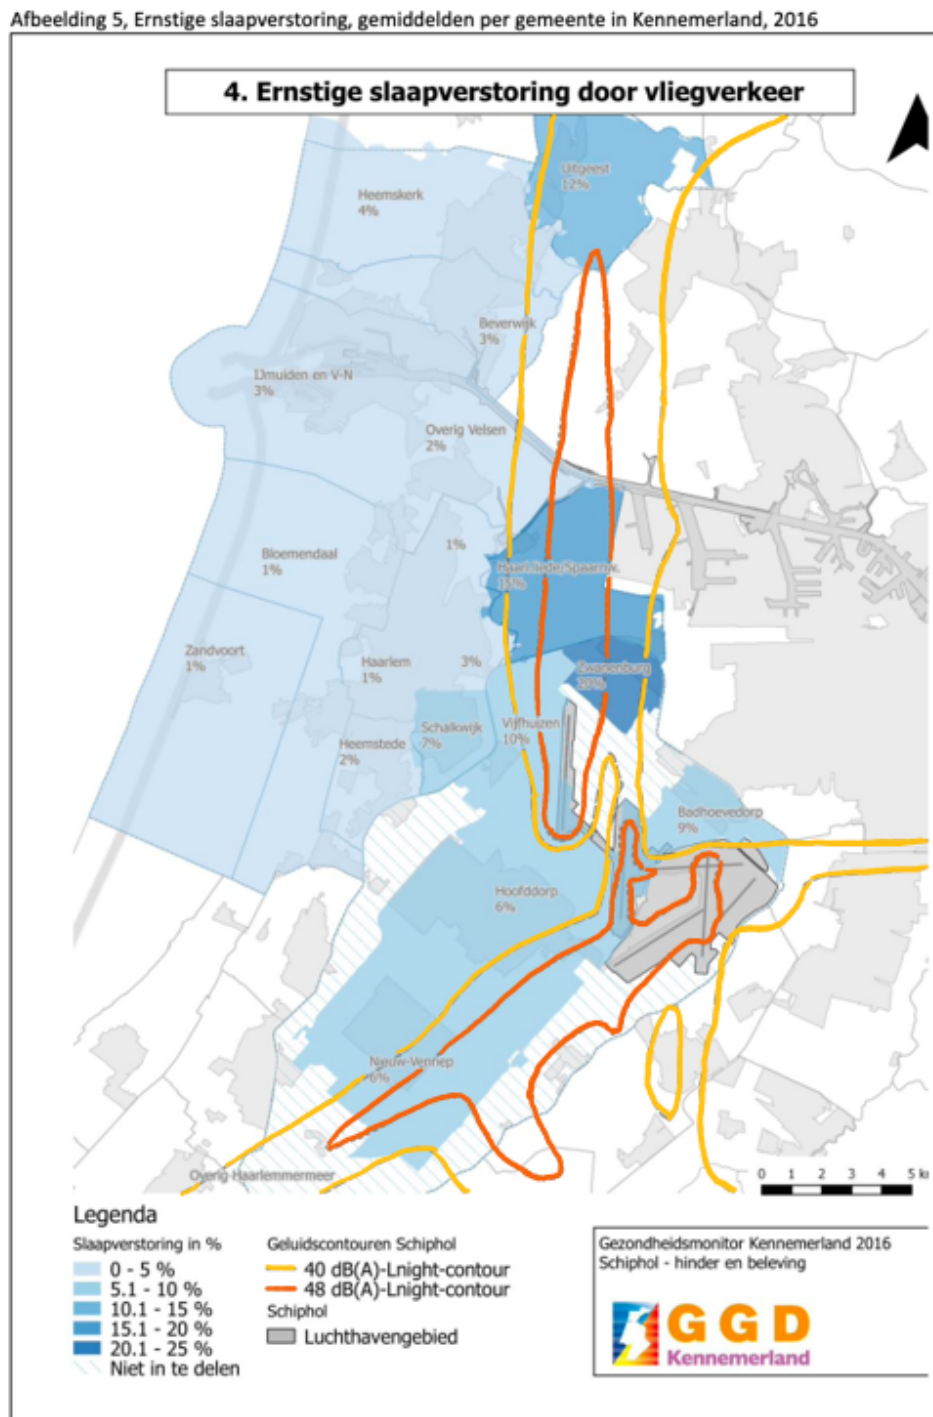 Afbeelding 5, Ernstige slaapverstoring, gemiddelden per gemeente in Kennemerland, 2016
4. Ernstige slaapverstoring door vliegverkeer
Uitgeest
12%
Heemskerk
4%
Beverwijk
3%
IJmuiden en V-N
3%
Overig Velsen
2%
1%
Bloemendaal
1%
Haarl.liede/Spaarnw.
15%
Zandvoort
1%
Haarlem
1%
3%
Zwanenburg
20%
Schalkwijk
7%
Vijfhuizen
10%
Heemstede
2%
Badhoevedorp
9%
Hoofddorp
6%
Nieuw-Vennep
6%
Overig Haarlemmermeer
0 1 2 3 4 5 k
Legenda
Slaapverstoring in %
0 - 5 %
5.1 - 10 %
10.1 - 15 %
15.1 - 20 %
20.1 - 25 %
Niet in te delen
Geluidscontouren Schiphol
40 dB(A)-Lnight-contour
48 dB(A)-Lnight-contour
Schiphol
Luchthavengebied
Gezondheidsmonitor Kennemerland 2016
Schiphol - hinder en beleving
GGD
Kennemerland